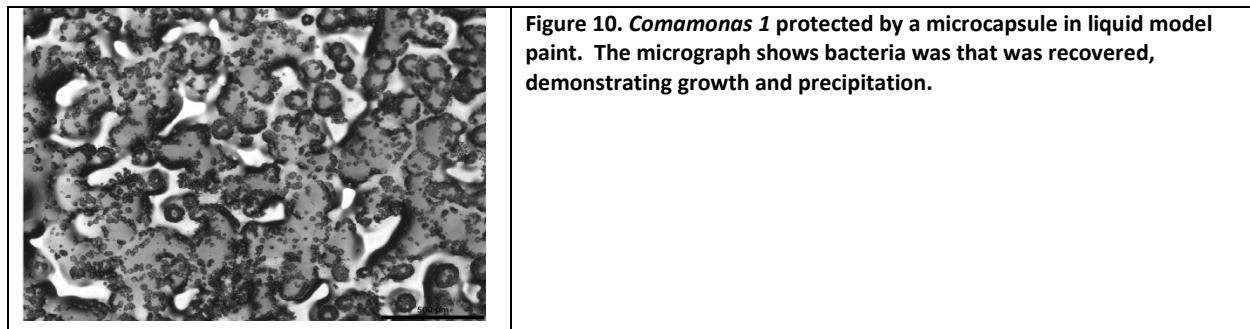 Figure 10. Comamonas 1 protected by a microcapsule in liquid model
paint. The micrograph shows bacteria was that was recovered,
demonstrating growth and precipitation.
500 µm